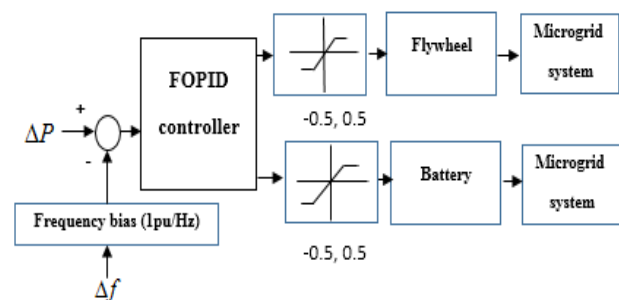 FOPID
controller
Flywheel
Microgrid
system
-0.5, 0.5
ΔP
+
-
Battery
Microgrid
system
-0.5, 0.5
Frequency bias (1pu/Hz)
Δf